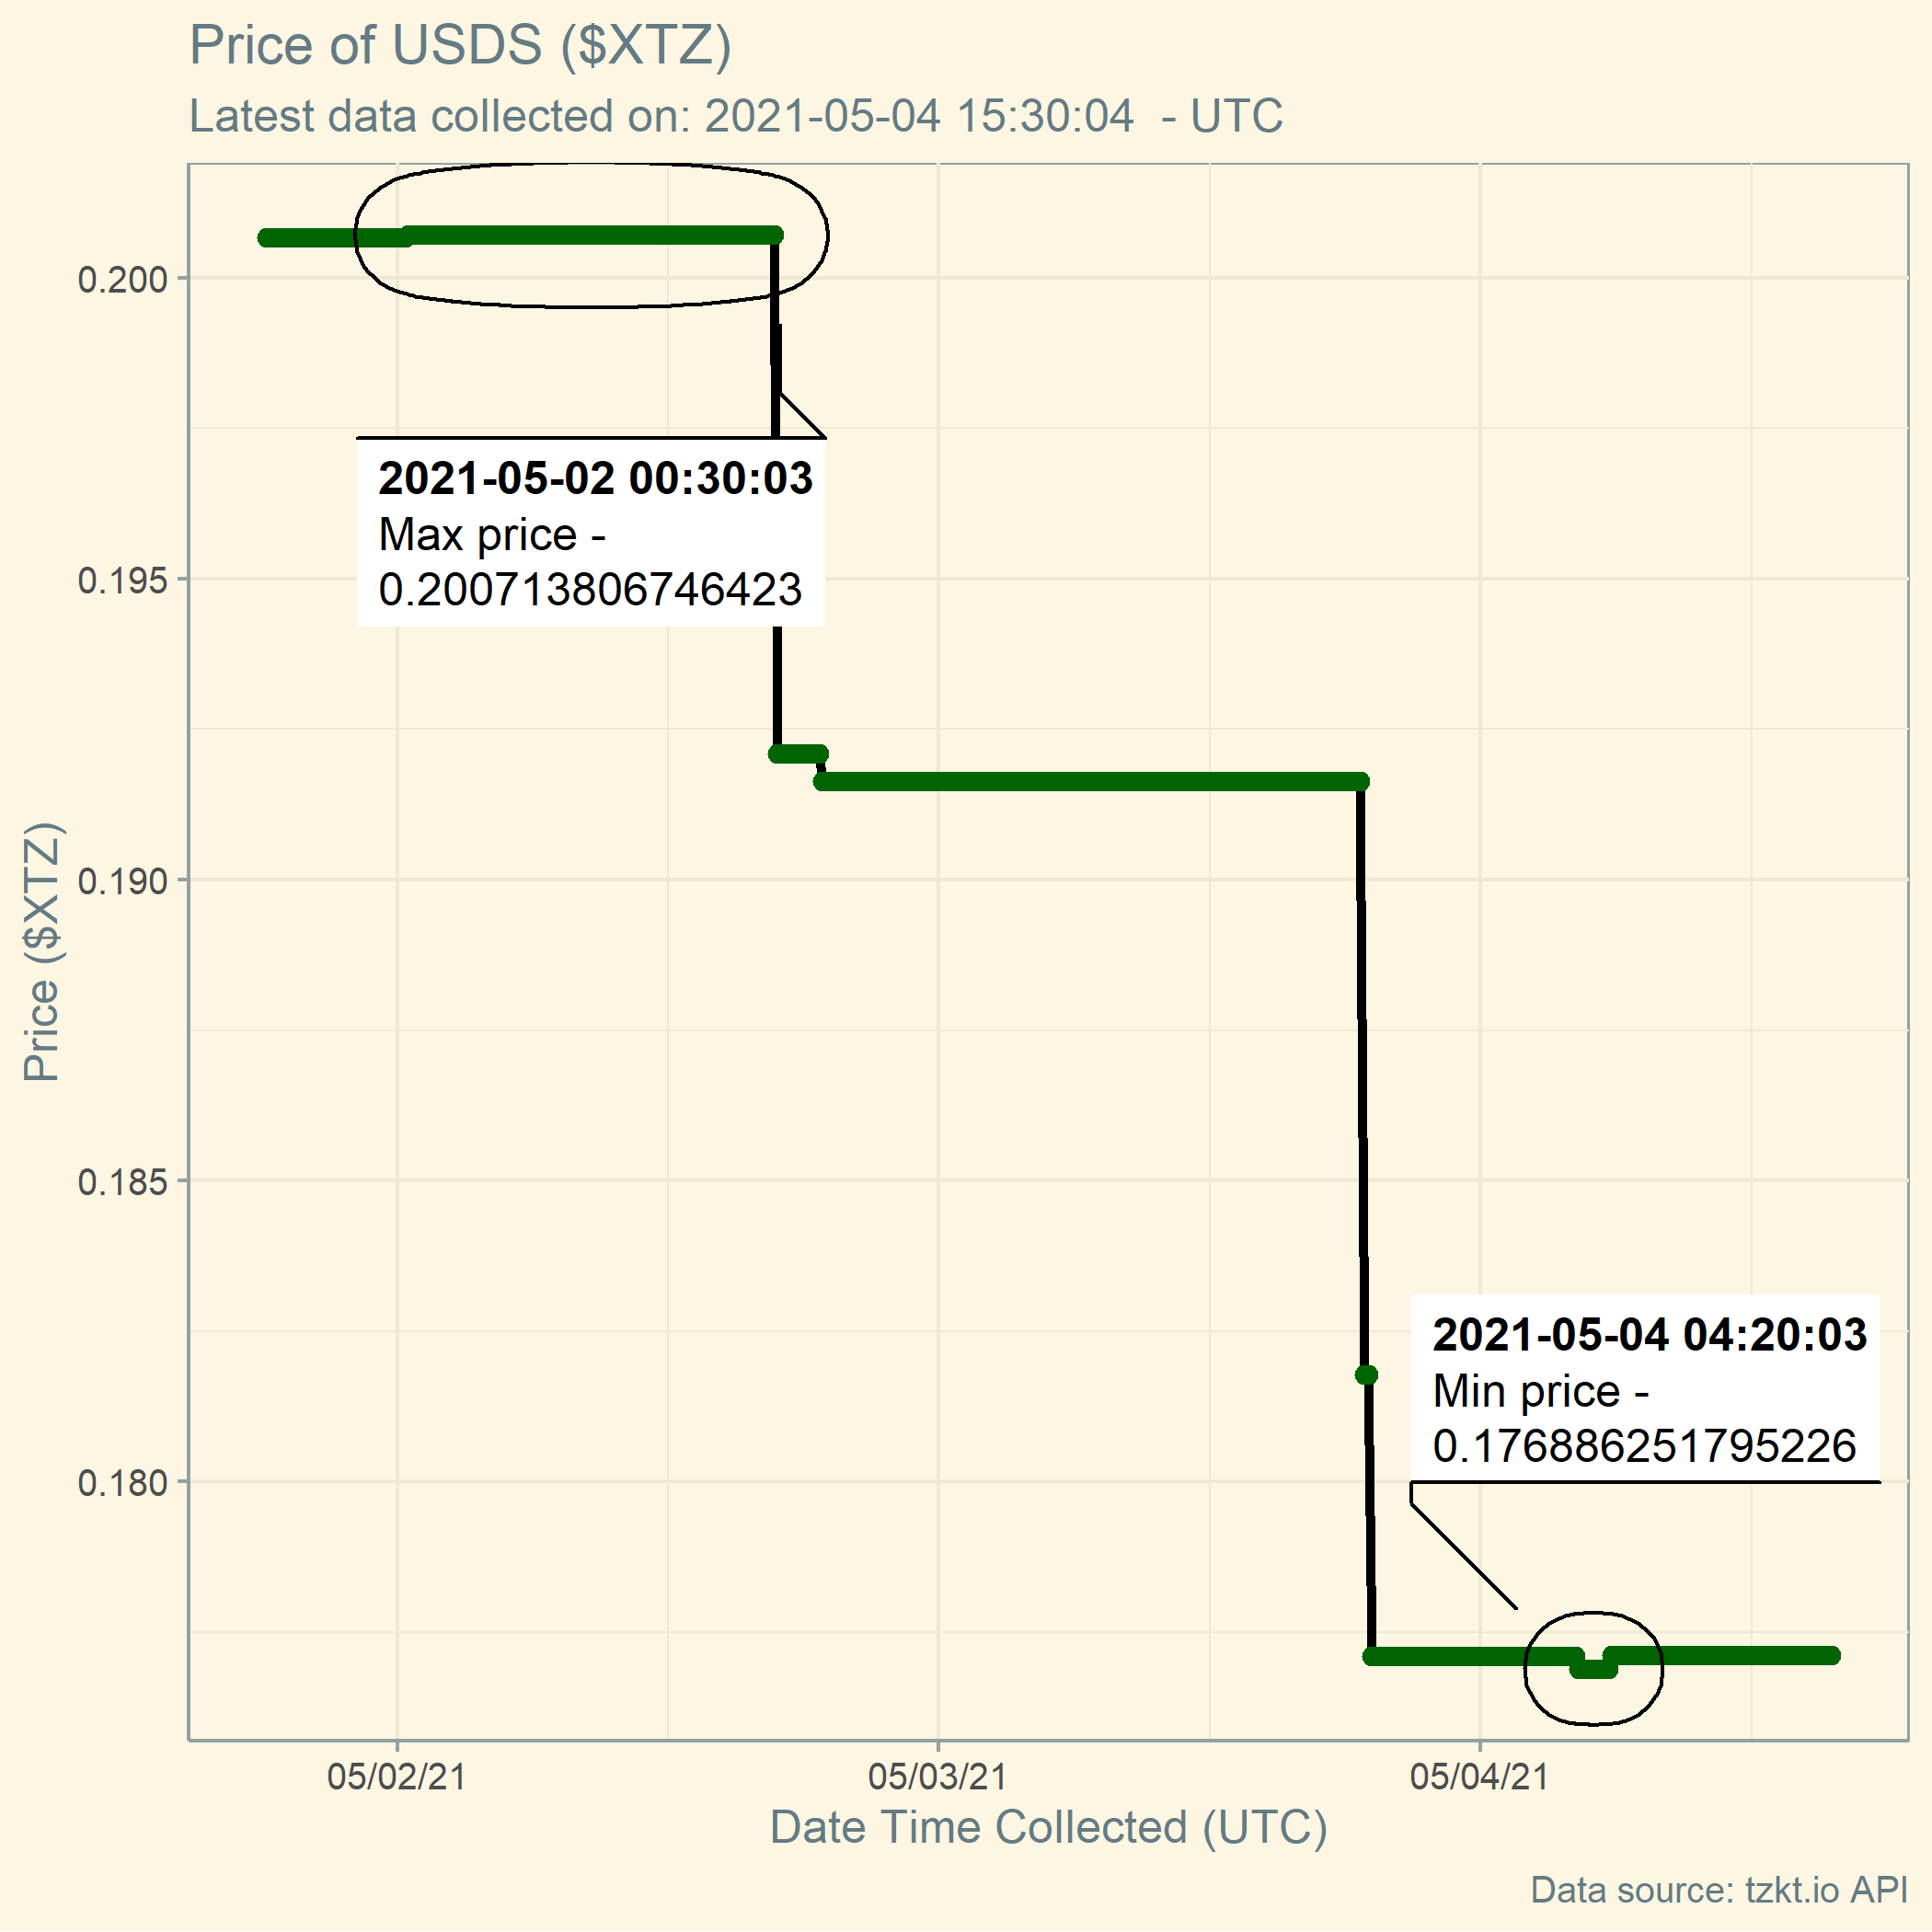 Price of USDS ($XTZ)
Latest data collected on: 2021-05-04 15:30:04  - UTC
0.200
0.195
0.190
0.185
0.180
Price ($XTZ)
2021-05-02 00:30:03
Max price -
0.200713806746423
2021-05-04 04:20:03
Min price -
0.176886251795226
05/02/21
05/03/21
05/04/21
Date Time Collected (UTC)
Data source: tzkt.io API